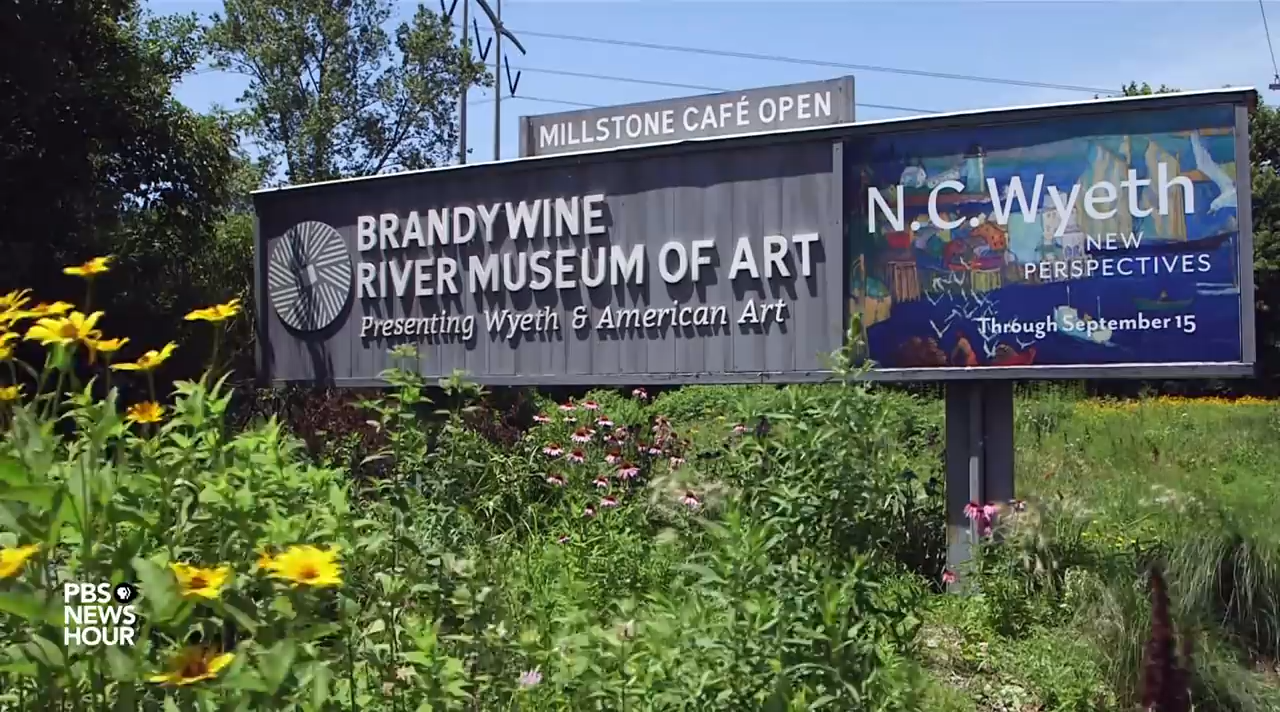 MILLSTONE CAFÉ OPEN
BRANDYWINE
RIVER MUSEUM OF ART
Presenting Wyeth & American Art
N.C. Wyeth
NEW
PERSPECTIVES
Through September 15
PBS
NEWS
HOUR